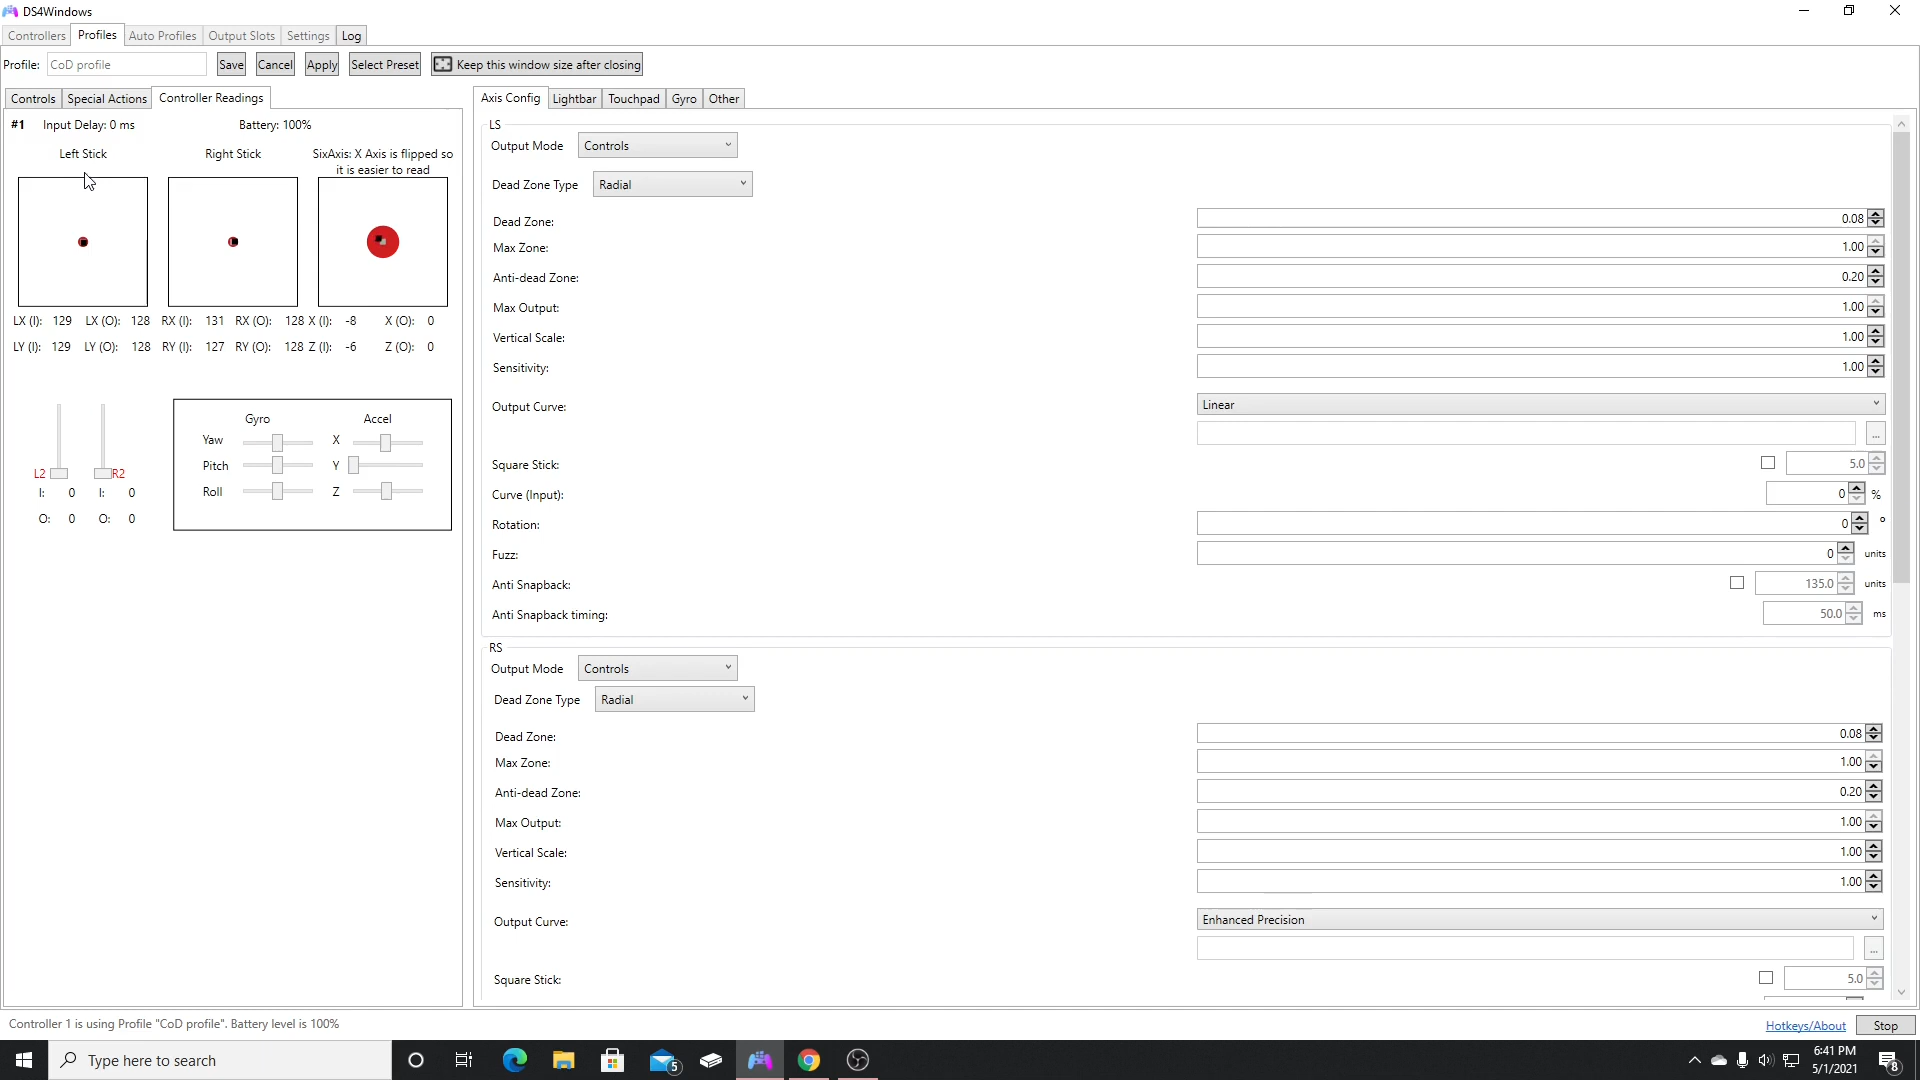 DS4Windows
Controllers Profiles Auto Profiles Output Slots Settings Log
Profile: CoD profile Save Cancel Apply Select Preset Keep this window size after closing
Controls Special Actions Controller Readings
#1 Input Delay: 0 ms Battery: 100%
Left Stick Right Stick SixAxis: X Axis is flipped so
it is easier to read
LX (I): 129 LX (O): 128 RX (I): 131 RX (O): 128 X (I): -8 X (O): 0
LY (I): 129 LY (O): 128 RY (I): 127 RY (O): 128 Z (I): -6 Z (O): 0
Gyro Accel
Yaw X
Pitch Y
L2 R2
Roll Z
I: 0 I: 0
O: 0 O: 0
Axis Config Lightbar Touchpad Gyro Other
LS
Output Mode Controls
Dead Zone Type Radial
Dead Zone: 0.08
Max Zone: 1.00
Anti-dead Zone: 0.20
Max Output: 1.00
Vertical Scale: 1.00
Sensitivity: 1.00
Output Curve: Linear
...
Square Stick: 5.0
Curve (Input): 0 %
Rotation: 0 °
Fuzz: 0 units
Anti Snapback: 135.0 units
Anti Snapback timing: 50.0 ms
RS
Output Mode Controls
Dead Zone Type Radial
Dead Zone: 0.08
Max Zone: 1.00
Anti-dead Zone: 0.20
Max Output: 1.00
Vertical Scale: 1.00
Sensitivity: 1.00
Output Curve: Enhanced Precision
...
Square Stick: 5.0
Controller 1 is using Profile "CoD profile". Battery level is 100% Hotkeys/About Stop
Type here to search 5 6:41 PM
5/1/2021 8